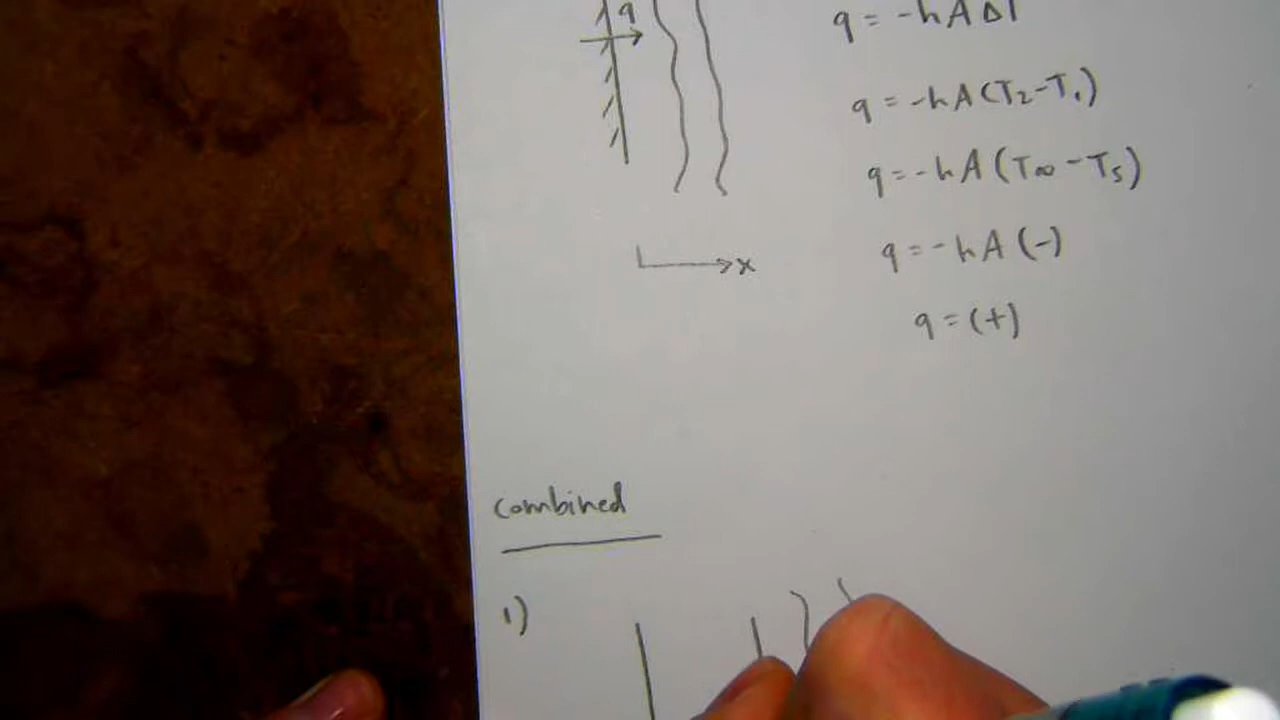 q
q = -hAΔT
q = -hA(T₂-T₁)
q = -hA(T∞-Ts)
x
q = -hA(-)
q = (+)
Combined
1)